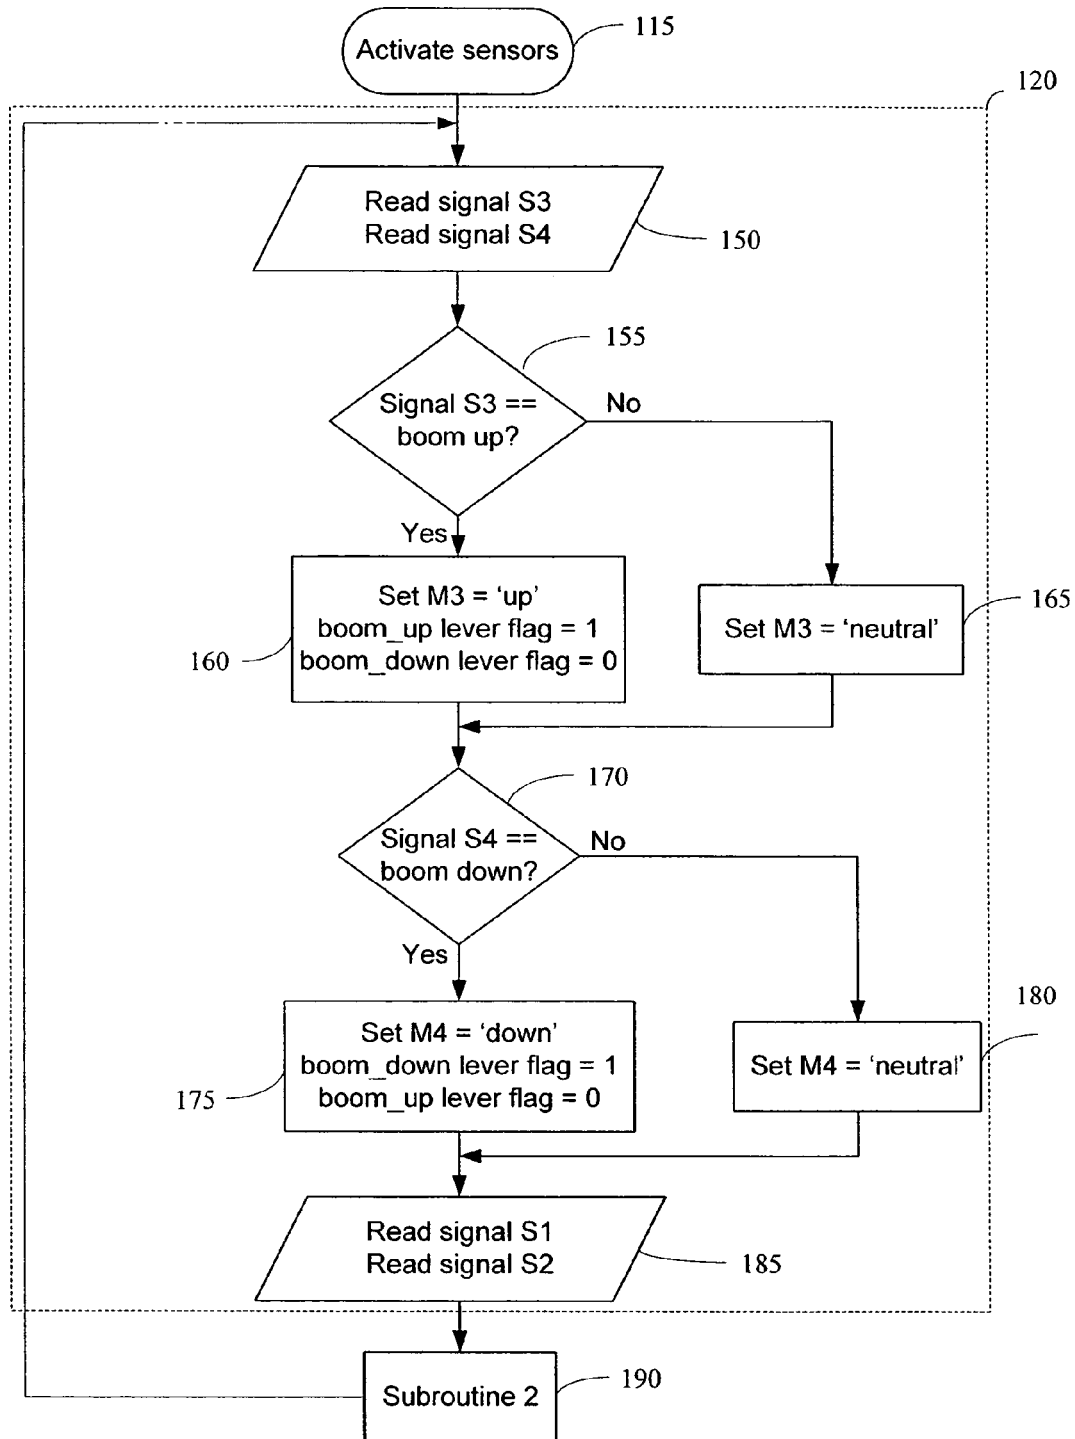 Activate sensors
115
120
Read signal S3
Read signal S4
150
155
Signal S3 ==
boom up?
No
Yes
Set M3 = ‘up’
boom_up lever flag = 1
boom_down lever flag = 0
160
Set M3 = ‘neutral’
165
170
Signal S4 ==
boom down?
No
Yes
Set M4 = ‘down’
boom_down lever flag = 1
boom_up lever flag = 0
175
Set M4 = ‘neutral’
180
Read signal S1
Read signal S2
185
Subroutine 2
190